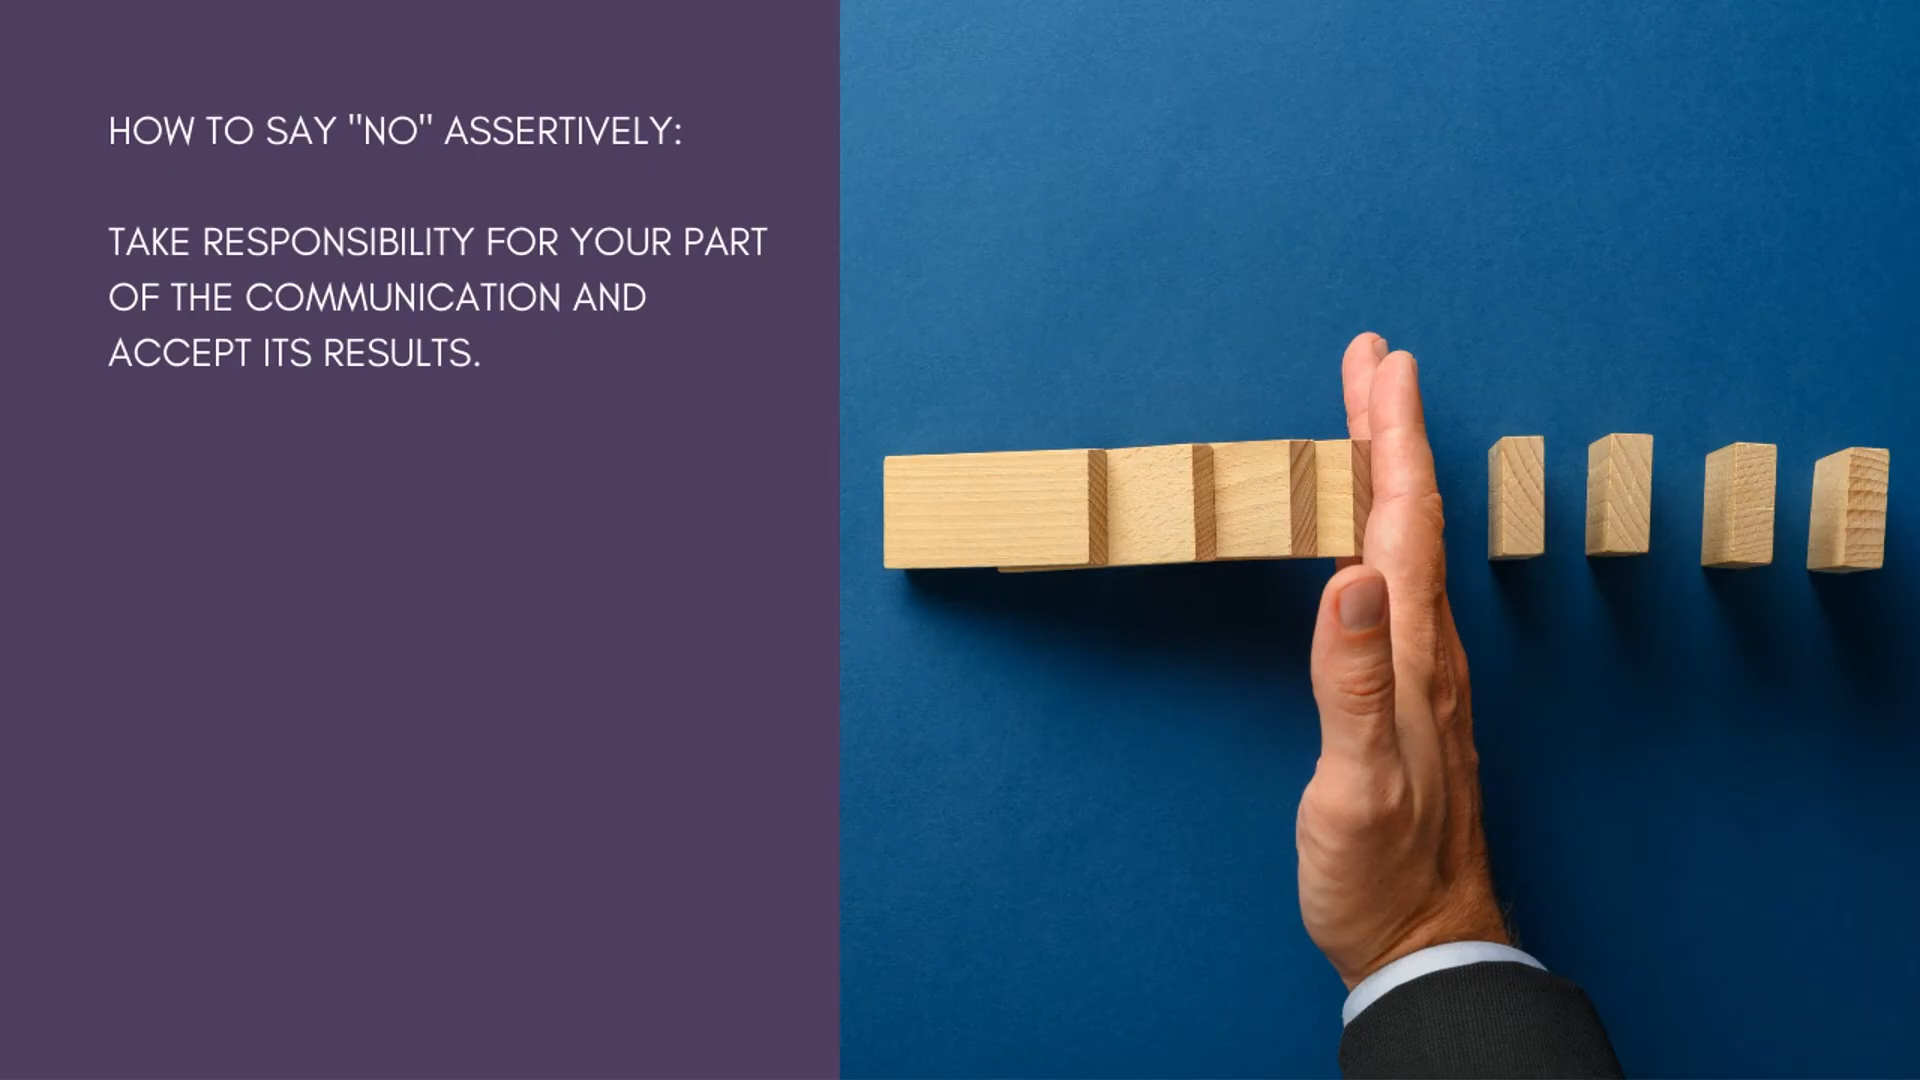 HOW TO SAY "NO" ASSERTIVELY:
TAKE RESPONSIBILITY FOR YOUR PART
OF THE COMMUNICATION AND
ACCEPT ITS RESULTS.